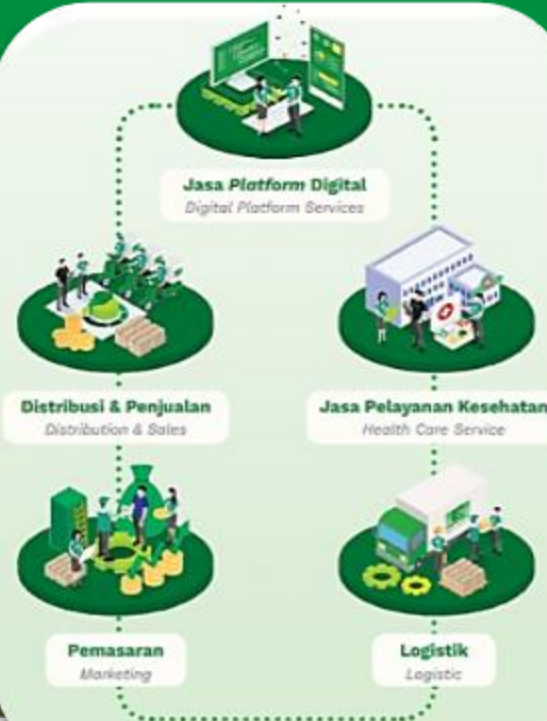 Jasa Platform Digital
Digital Platform Services
Distribusi & Penjualan
Distribution & Sales
Jasa Pelayanan Kesehatan
Health Care Service
Pemasaran
Marketing
Logistik
Logistic